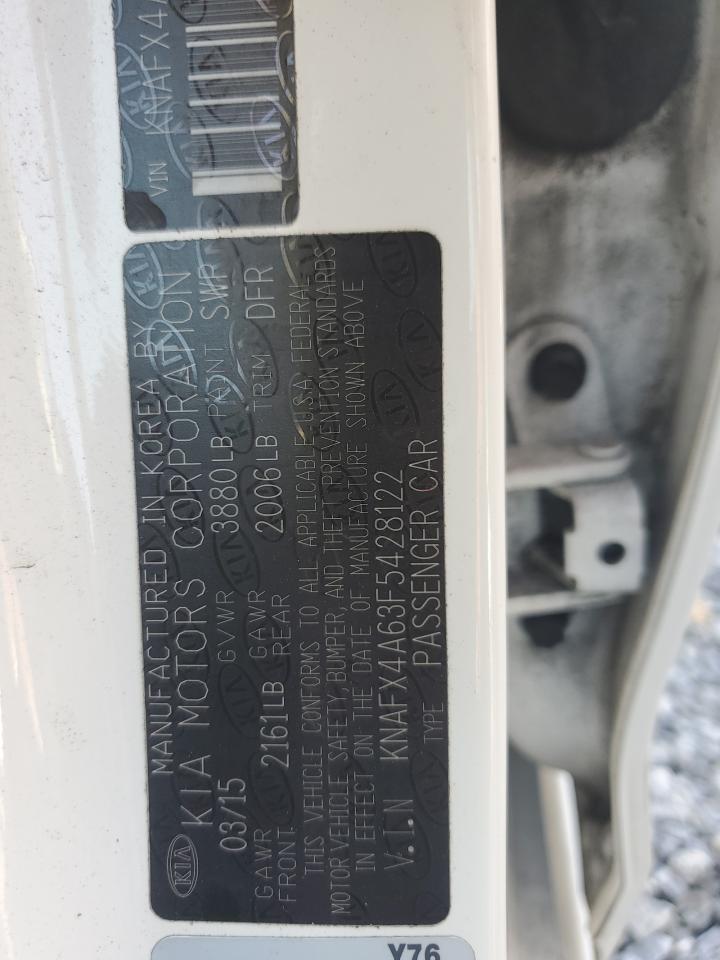 VIN KNAFX4A
KIA
MANUFACTURED IN KOREA BY
KIA MOTORS CORPORATION
03/15 GVWR 3880LB PAINT SWP
GAWR FRONT 2161LB GAWR REAR 2006LB TRIM DFR
THIS VEHICLE CONFORMS TO ALL APPLICABLE USA FEDERAL
MOTOR VEHICLE SAFETY, BUMPER, AND THEFT PREVENTION STANDARDS
IN EFFECT ON THE DATE OF MANUFACTURE SHOWN ABOVE
V.I.N KNAFX4A63F5428122
TYPE PASSENGER CAR
Y76